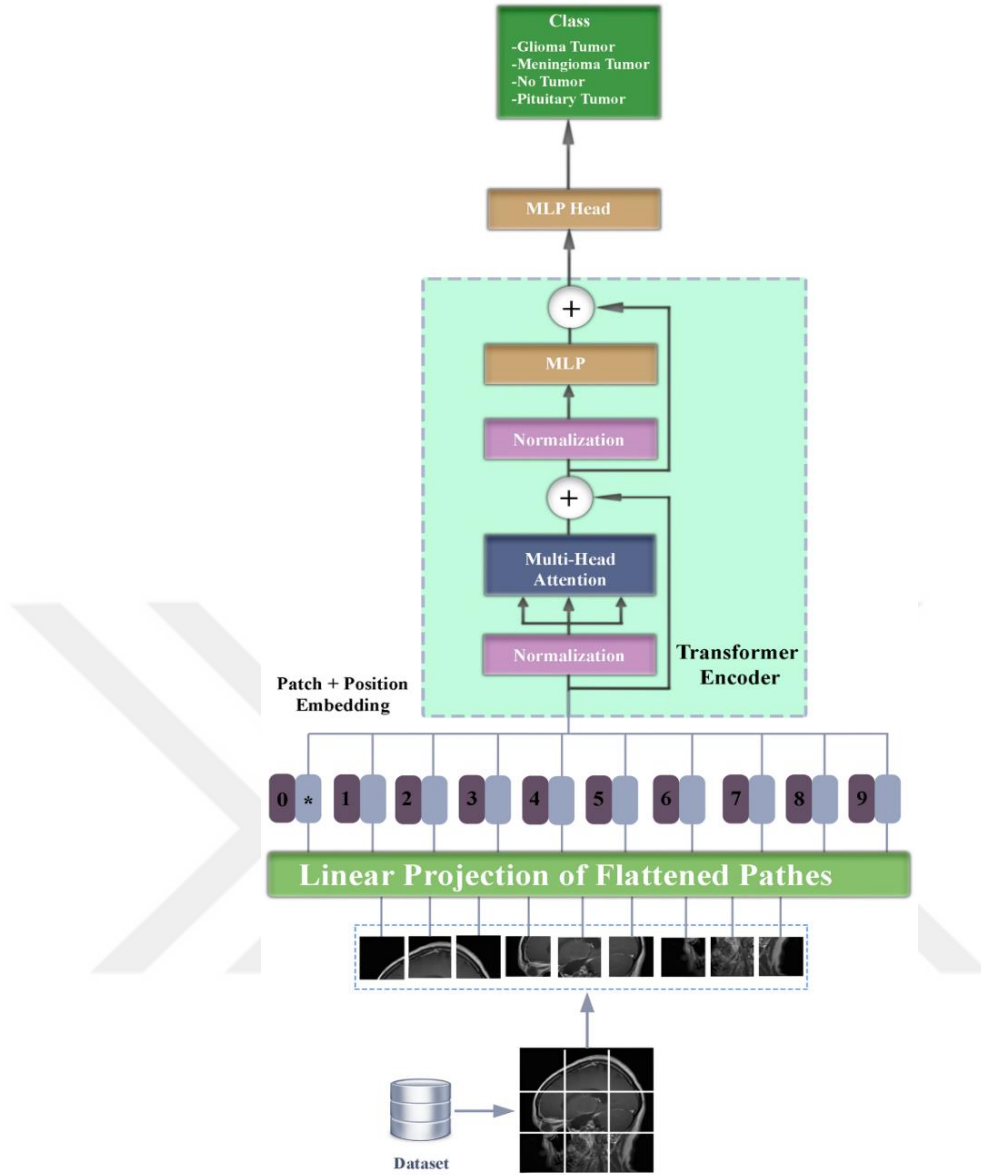 Class
-Glioma Tumor
-Meningioma Tumor
-No Tumor
-Pituitary Tumor
MLP Head
+
MLP
Normalization
+
Multi-Head
Attention
Normalization
Transformer
Encoder
Patch + Position
Embedding
0 * 1 2 3 4 5 6 7 8 9
Linear Projection of Flattened Pathes
Dataset